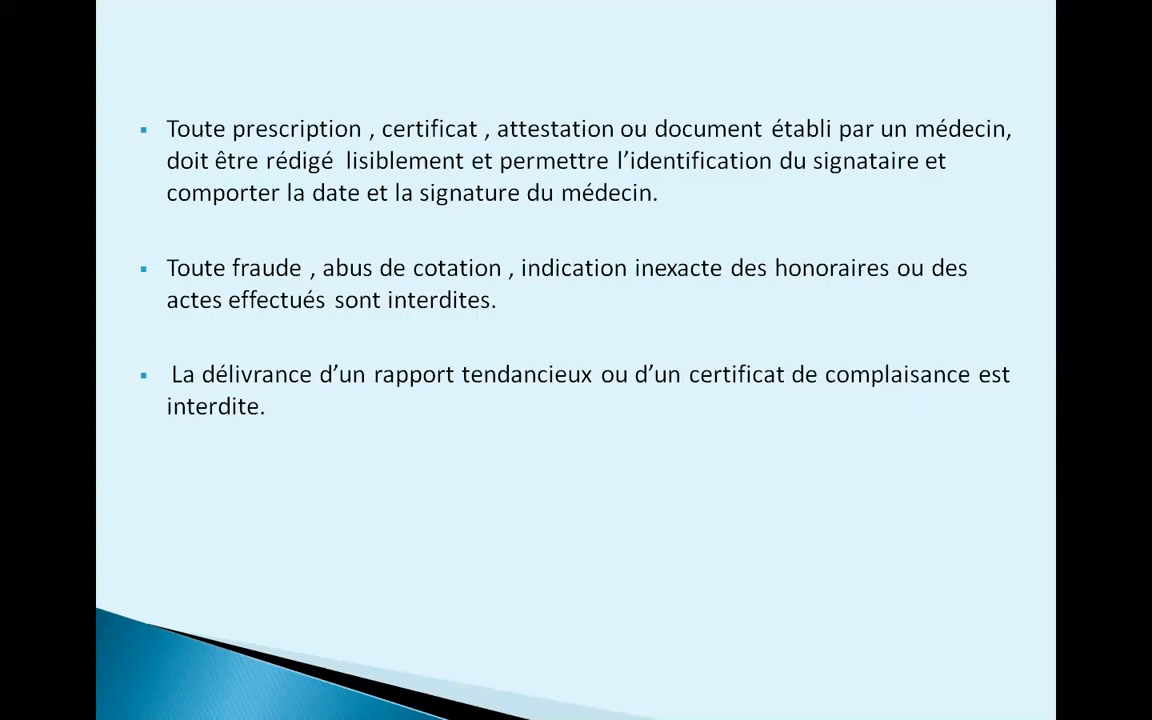 ▪ Toute prescription , certificat , attestation ou document établi par un médecin,
doit être rédigé lisiblement et permettre l’identification du signataire et
comporter la date et la signature du médecin.
▪ Toute fraude , abus de cotation , indication inexacte des honoraires ou des
actes effectués sont interdites.
▪ La délivrance d’un rapport tendancieux ou d’un certificat de complaisance est
interdite.